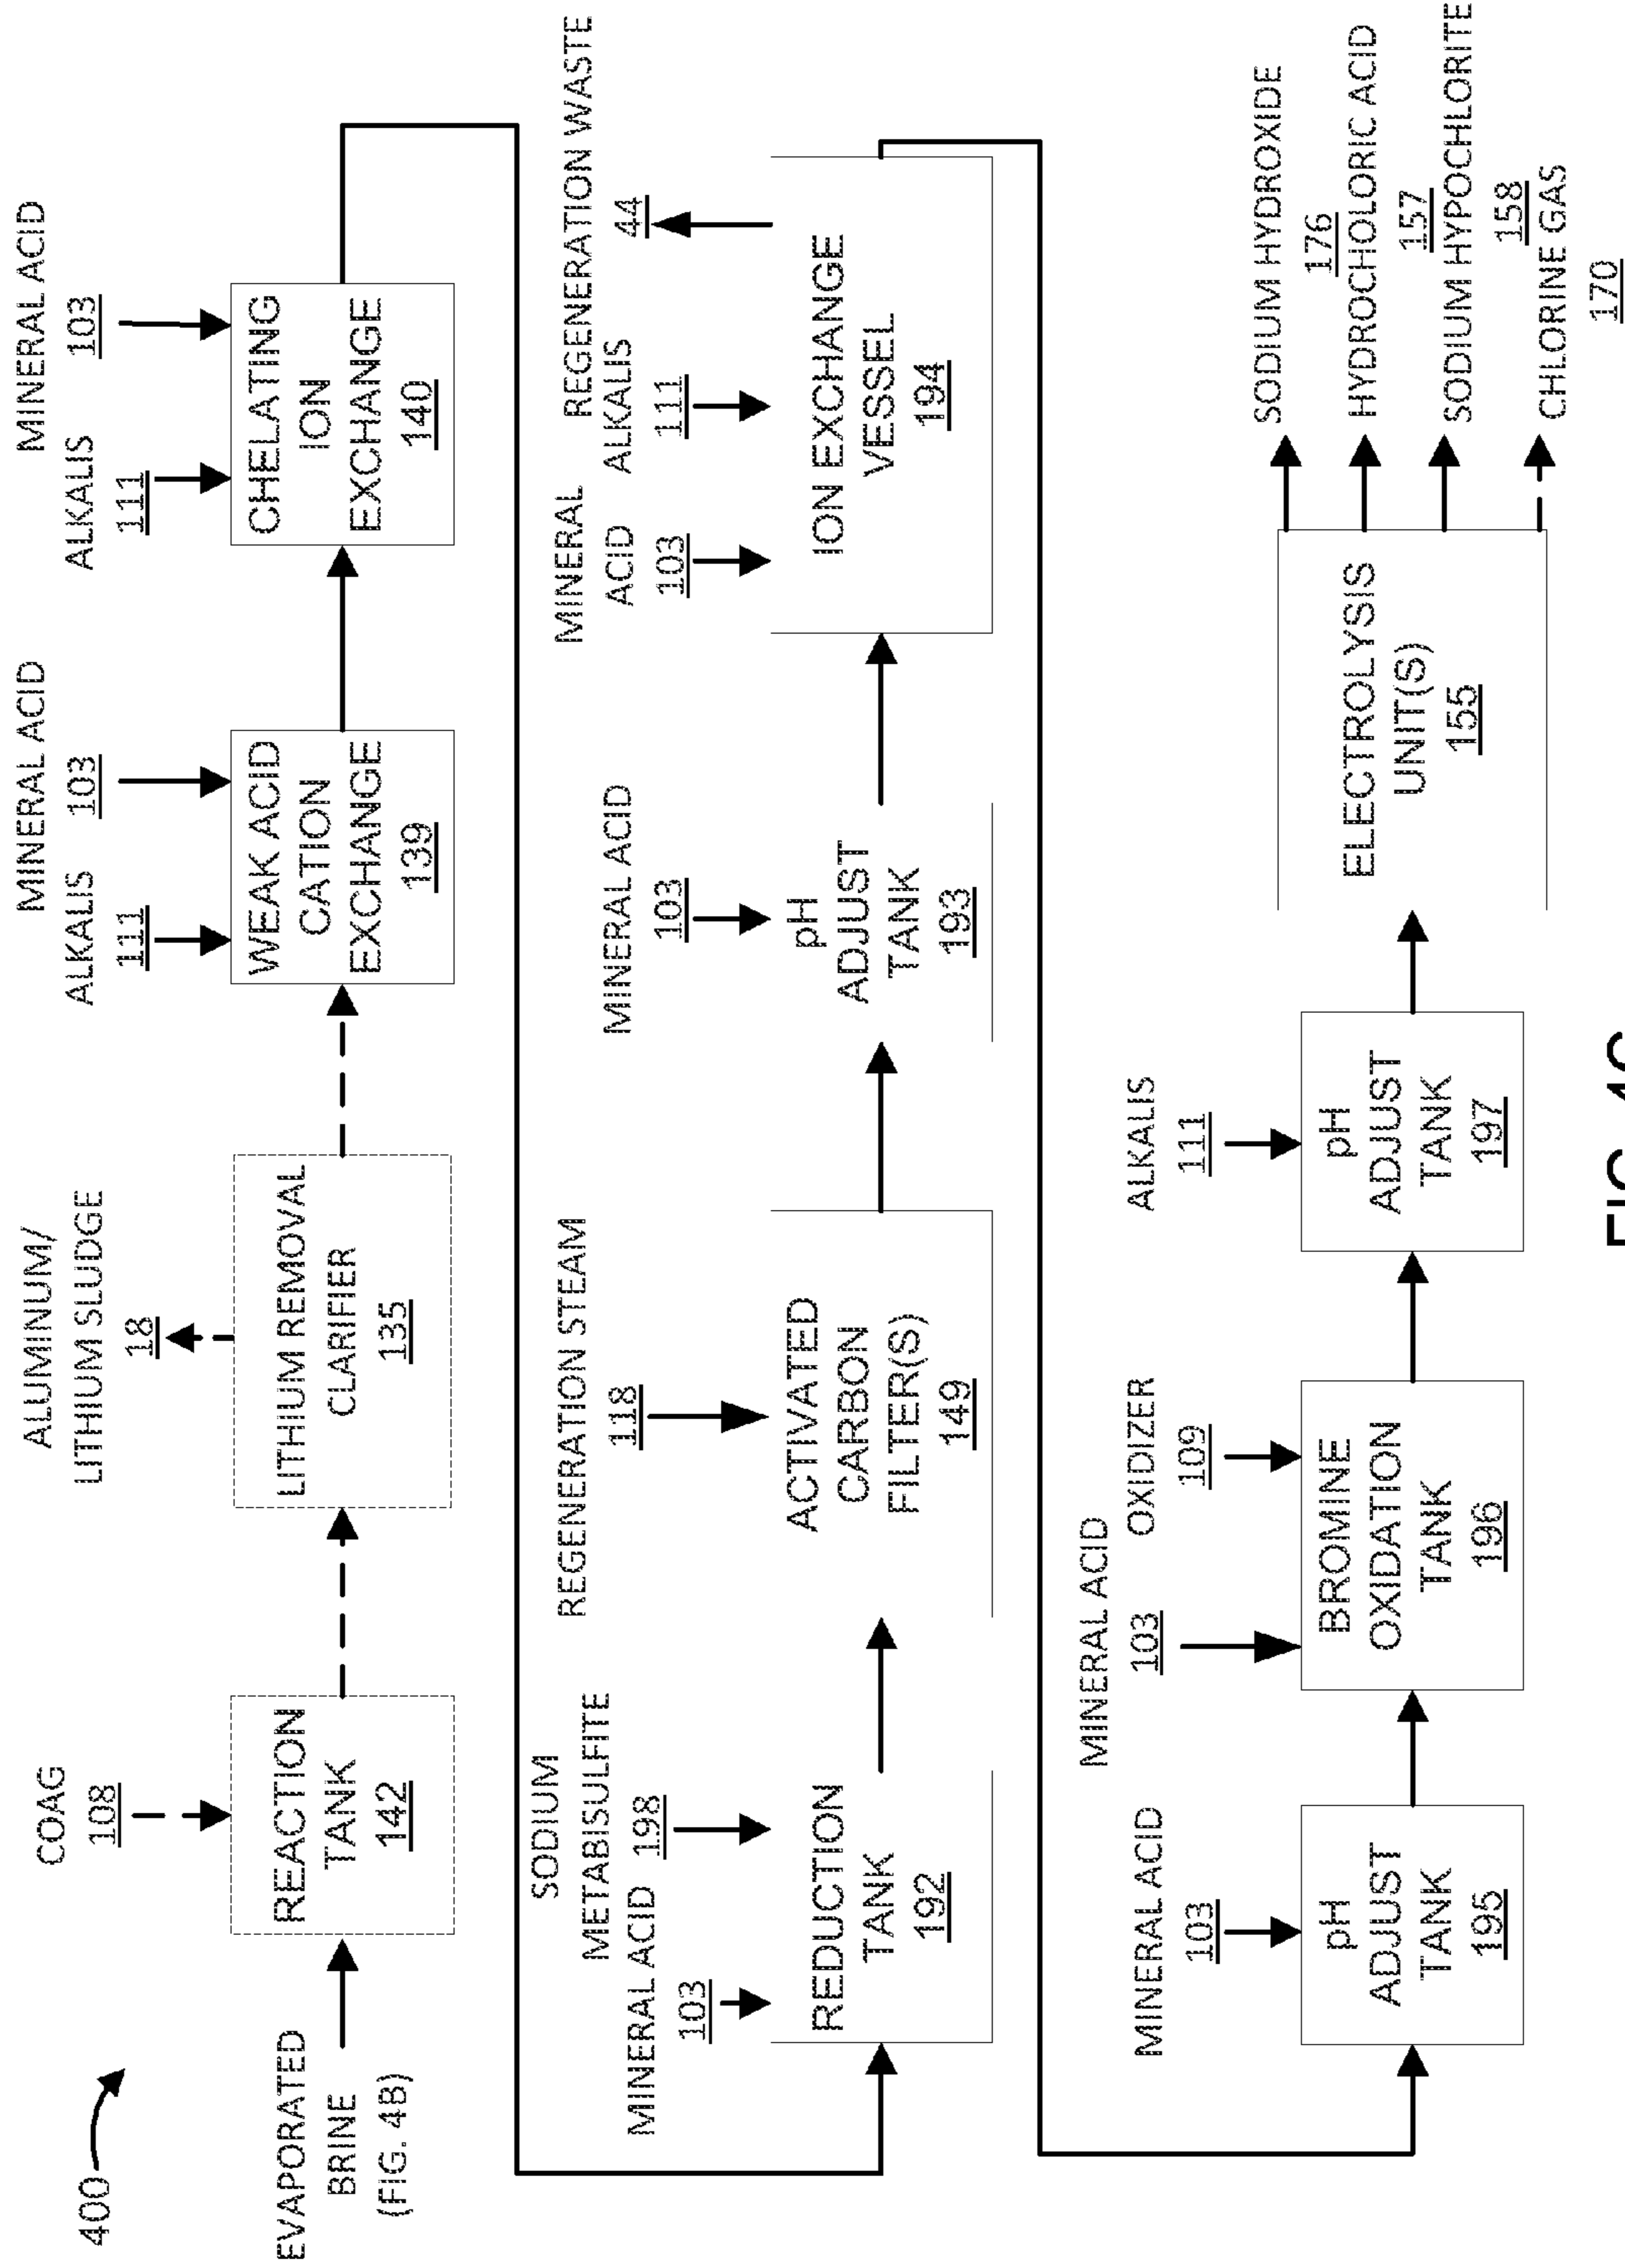 400
EVAPORATED
BRINE
(FIG. 4B)
COAG
108
REACTION
TANK
142
ALUMINUM/
LITHIUM SLUDGE
18
LITHIUM REMOVAL
CLARIFIER
135
ALKALIS
111
MINERAL ACID
103
WEAK ACID
CATION
EXCHANGE
139
ALKALIS
111
MINERAL ACID
103
CHELATING
ION
EXCHANGE
140
MINERAL ACID
103
SODIUM
METABISULFITE
198
REDUCTION
TANK
192
REGENERATION STEAM
118
ACTIVATED
CARBON
FILTER(S)
149
MINERAL ACID
103
pH
ADJUST
TANK
193
MINERAL
ACID
103
ALKALIS
111
REGENERATION WASTE
44
ION EXCHANGE
VESSEL
194
MINERAL ACID
103
pH
ADJUST
TANK
195
MINERAL ACID
103
OXIDIZER
109
BROMINE
OXIDATION
TANK
196
ALKALIS
111
pH
ADJUST
TANK
197
ELECTROLYSIS
UNIT(S)
155
SODIUM HYDROXIDE
176
HYDROCHOLORIC ACID
157
SODIUM HYPOCHLORITE
158
CHLORINE GAS
170